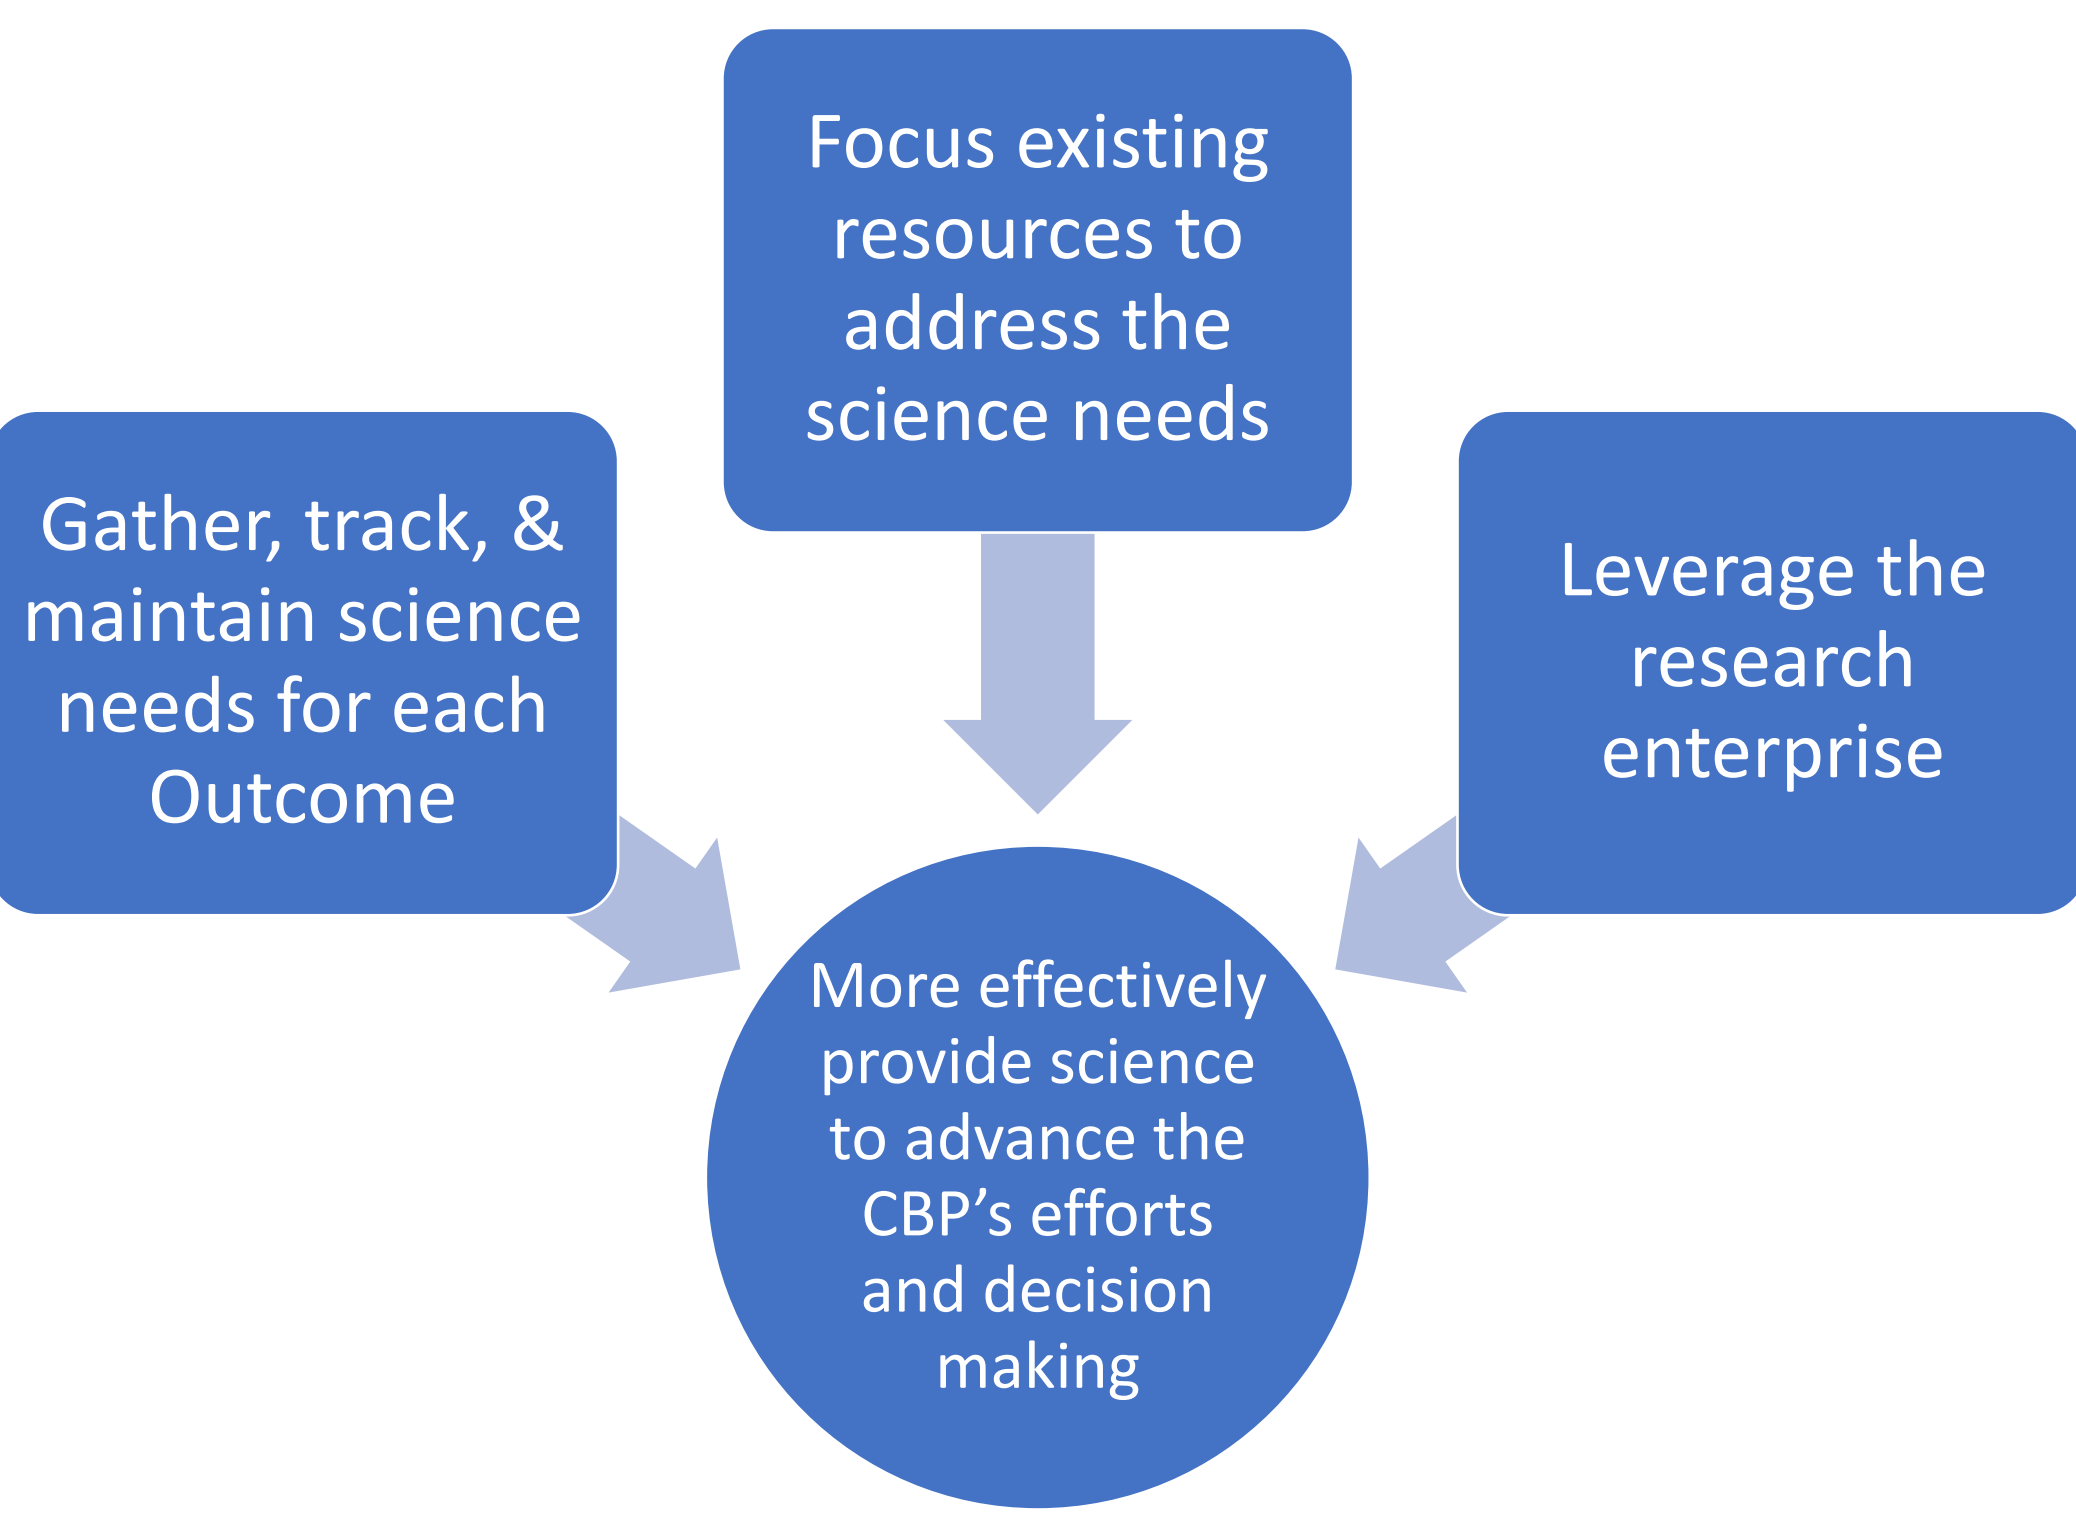 Focus existing
resources to
address the
science needs
Gather, track, &
maintain science
needs for each
Outcome
Leverage the
research
enterprise
More effectively
provide science
to advance the
CBP’s efforts
and decision
making